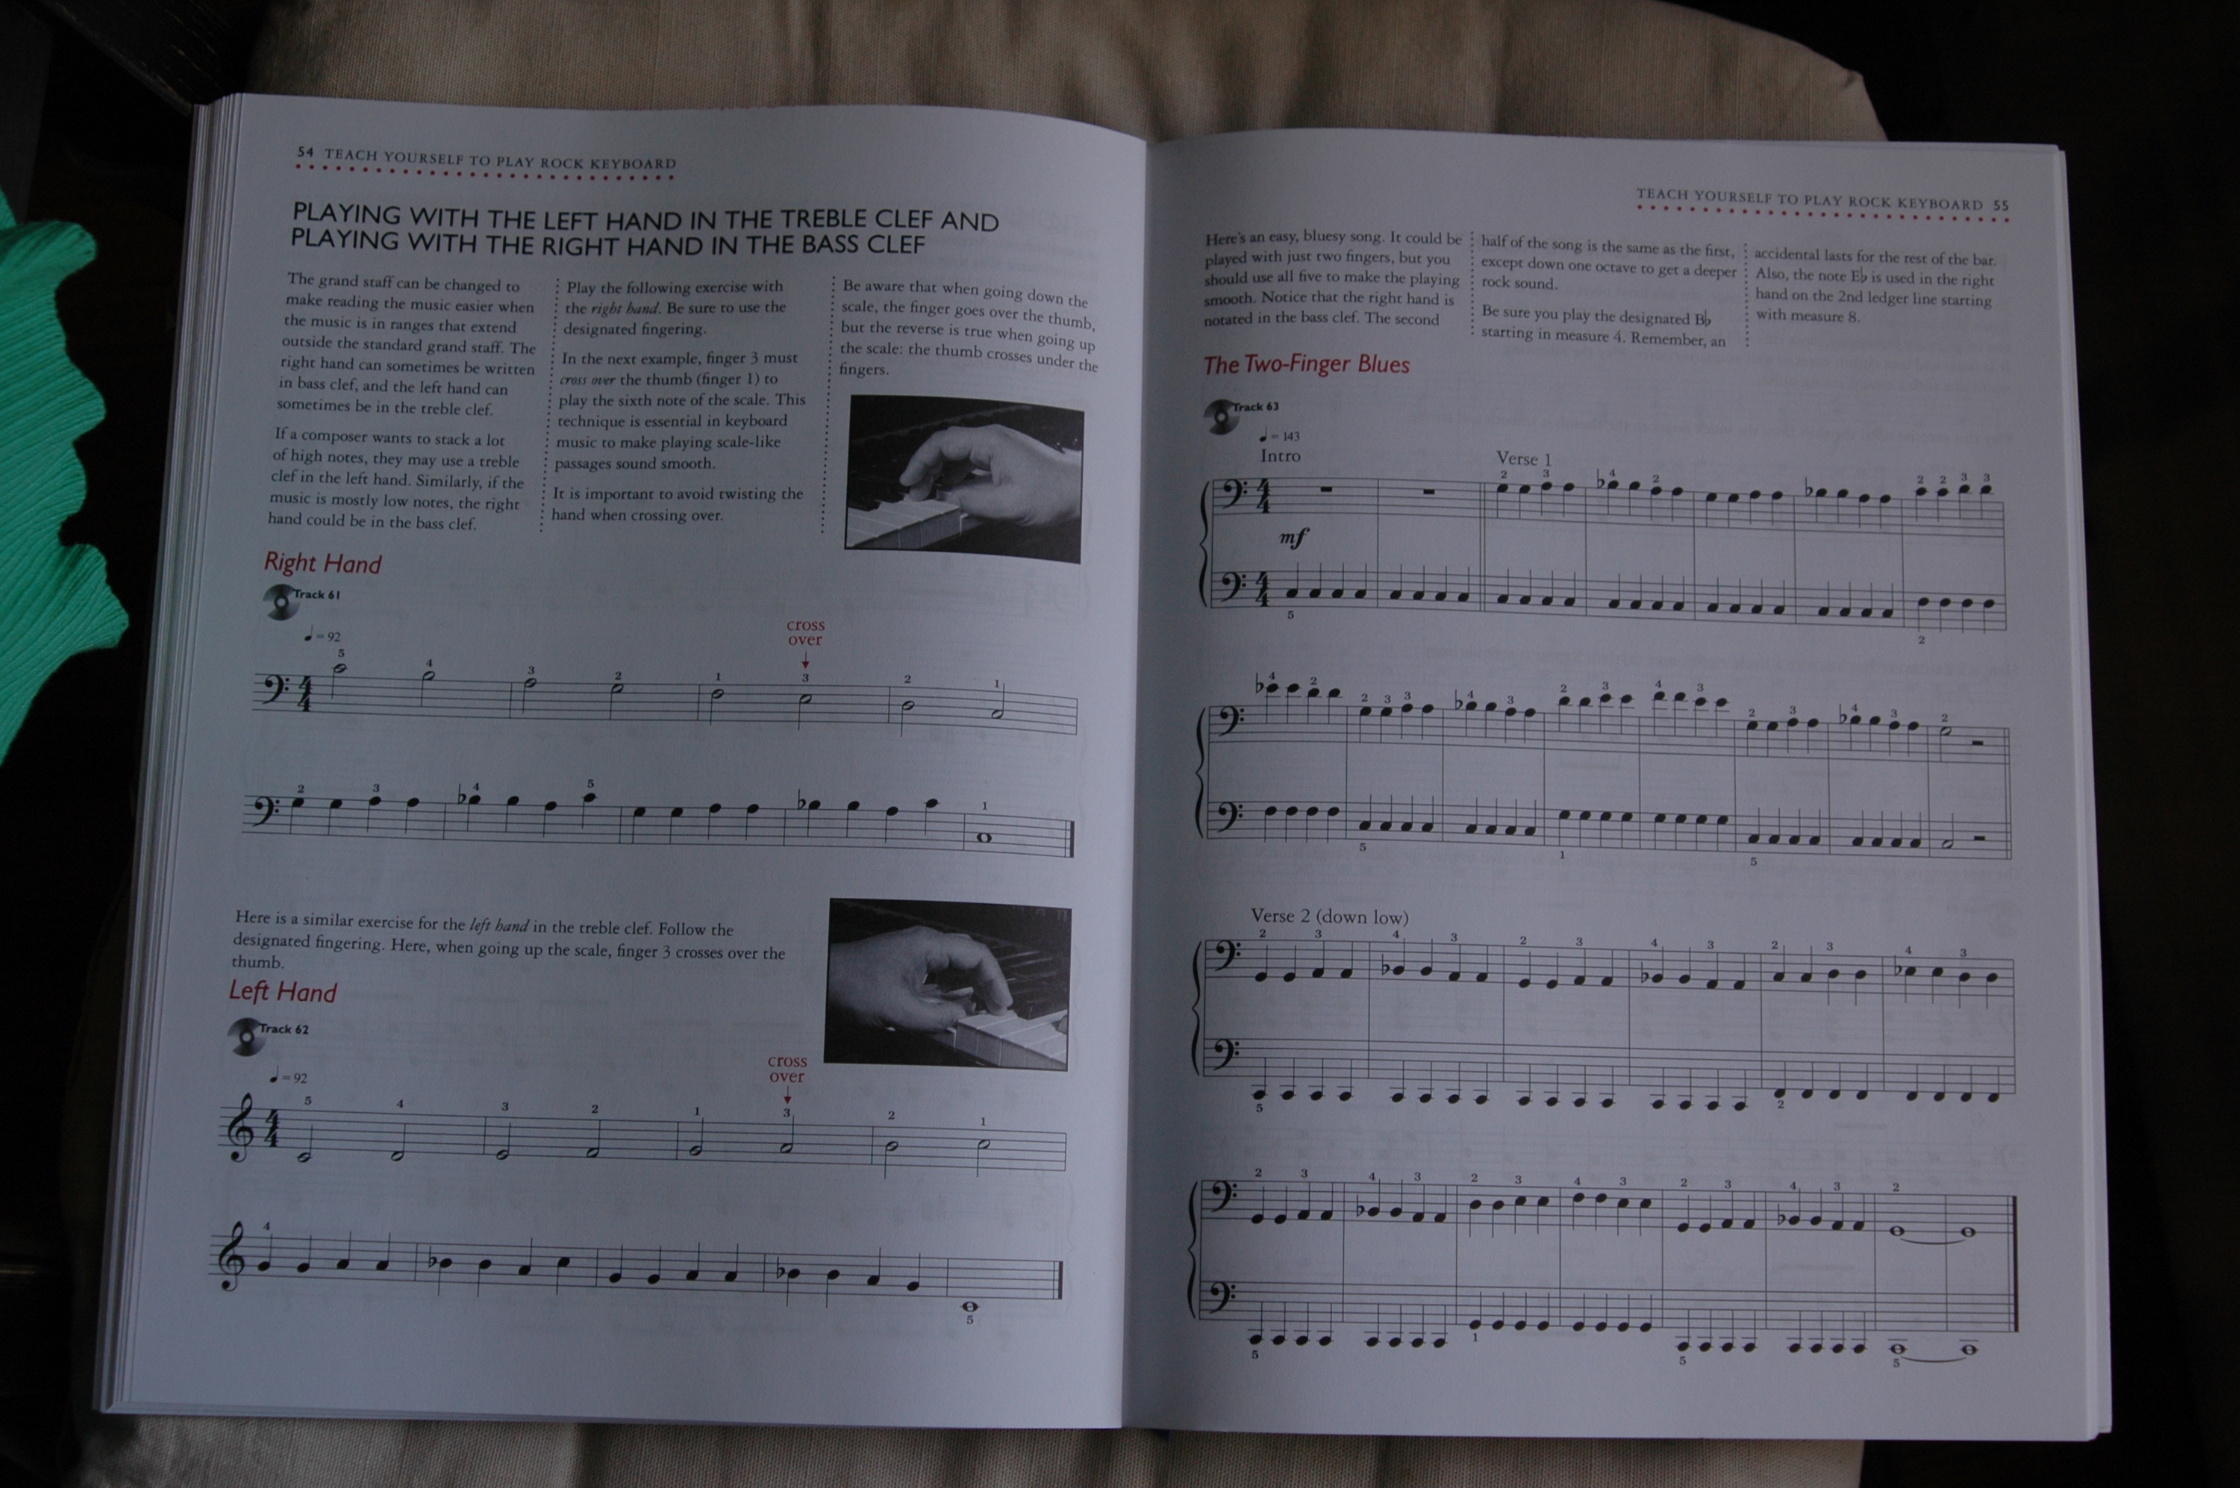 54 TEACH YOURSELF TO PLAY ROCK KEYBOARD
PLAYING WITH THE LEFT HAND IN THE TREBLE CLEF AND
PLAYING WITH THE RIGHT HAND IN THE BASS CLEF
The grand staff can be changed to
make reading the music easier when
the music is in ranges that extend
outside the standard grand staff. The
right hand can sometimes be written
in bass clef, and the left hand can
sometimes be in the treble clef.
If a composer wants to stack a lot
of high notes, they may use a treble
clef in the left hand. Similarly, if the
music is mostly low notes, the right
hand could be in the bass clef.
Play the following exercise with
the right hand. Be sure to use the
designated fingering.
In the next example, finger 3 must
cross over the thumb (finger 1) to
play the sixth note of the scale. This
technique is essential in keyboard
music to make playing scale-like
passages sound smooth.
It is important to avoid twisting the
hand when crossing over.
Be aware that when going down the
scale, the finger goes over the thumb,
but the reverse is true when going up
the scale: the thumb crosses under the
fingers.
Right Hand
Track 61
♩ = 92
cross
over
5 4 3 2 1 3 2 1
4
4
2 3 4 5 1
Here is a similar exercise for the left hand in the treble clef. Follow the
designated fingering. Here, when going up the scale, finger 3 crosses over the
thumb.
Left Hand
Track 62
♩ = 92
cross
over
5 4 3 2 1 3 2 1
4
4
4
5
TEACH YOURSELF TO PLAY ROCK KEYBOARD 55
Here's an easy, bluesy song. It could be
played with just two fingers, but you
should use all five to make the playing
smooth. Notice that the right hand is
notated in the bass clef. The second
half of the song is the same as the first,
except down one octave to get a deeper
rock sound.
Be sure you play the designated B♭
starting in measure 4. Remember, an
accidental lasts for the rest of the bar.
Also, the note E♭ is used in the right
hand on the 2nd ledger line starting
with measure 8.
The Two-Finger Blues
Track 63
♩ = 143
Intro Verse 1
2 3 4 2 2 2 3 3
4
4
mf
4
4
5 2
4 2 2 3 3 4 3 2 3 4 3 2 3 4 3 2
5 1 5
Verse 2 (down low)
2 3 4 3 2 3 4 3 2 3 4 3
5 2
2 3 4 3 2 3 4 3 2 3 4 3 2
5 1 5 5